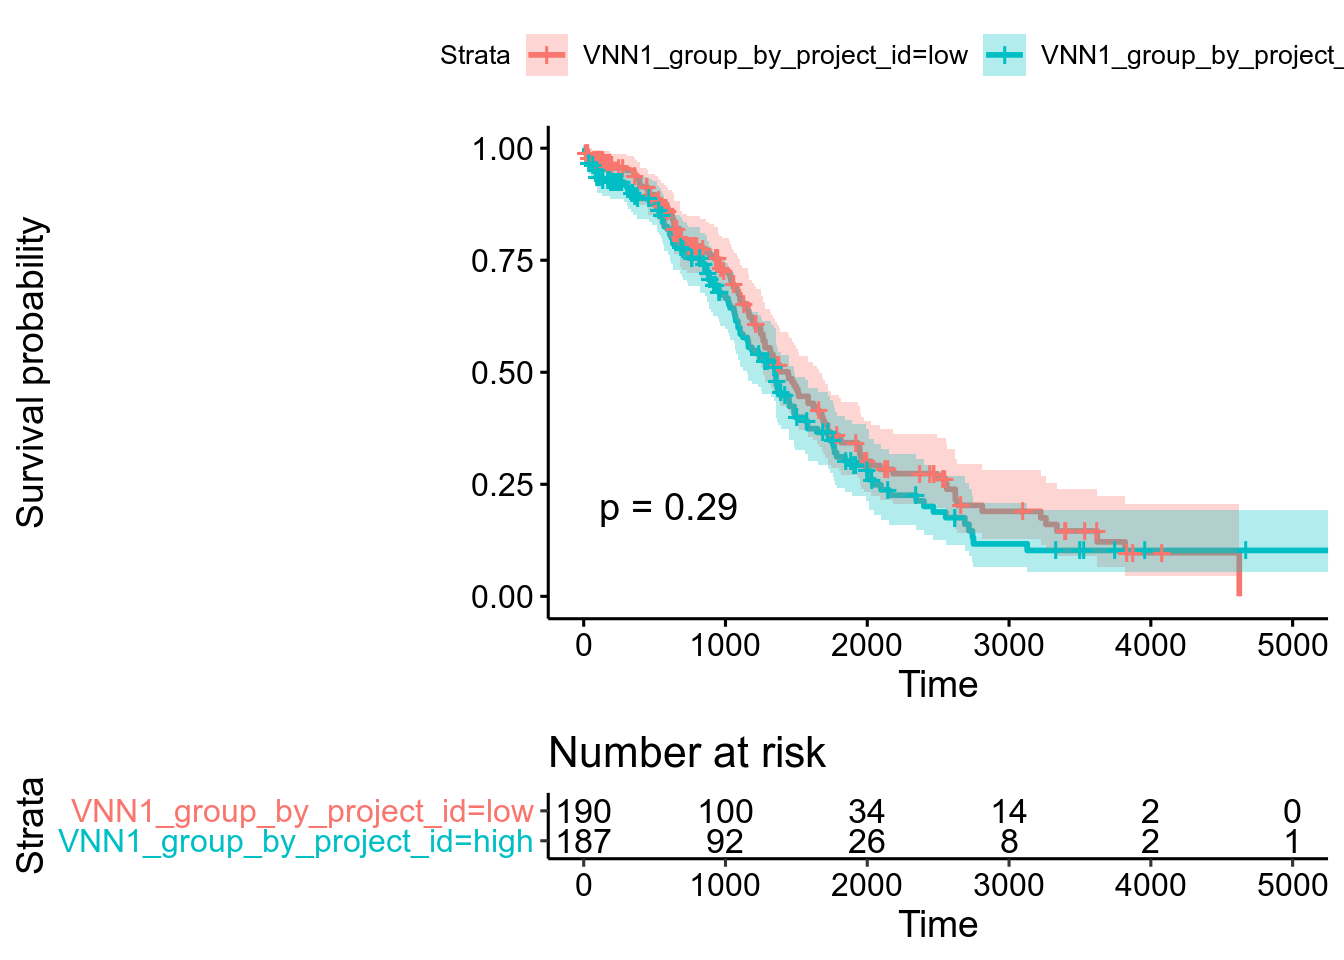 Strata VNN1_group_by_project_id=low VNN1_group_by_project_
Survival probability
1.00
0.75
0.50
0.25
0.00
p = 0.29
0 1000 2000 3000 4000 5000
Time
Number at risk
Strata
VNN1_group_by_project_id=low 190 100 34 14 2 0
VNN1_group_by_project_id=high 187 92 26 8 2 1
0 1000 2000 3000 4000 5000
Time